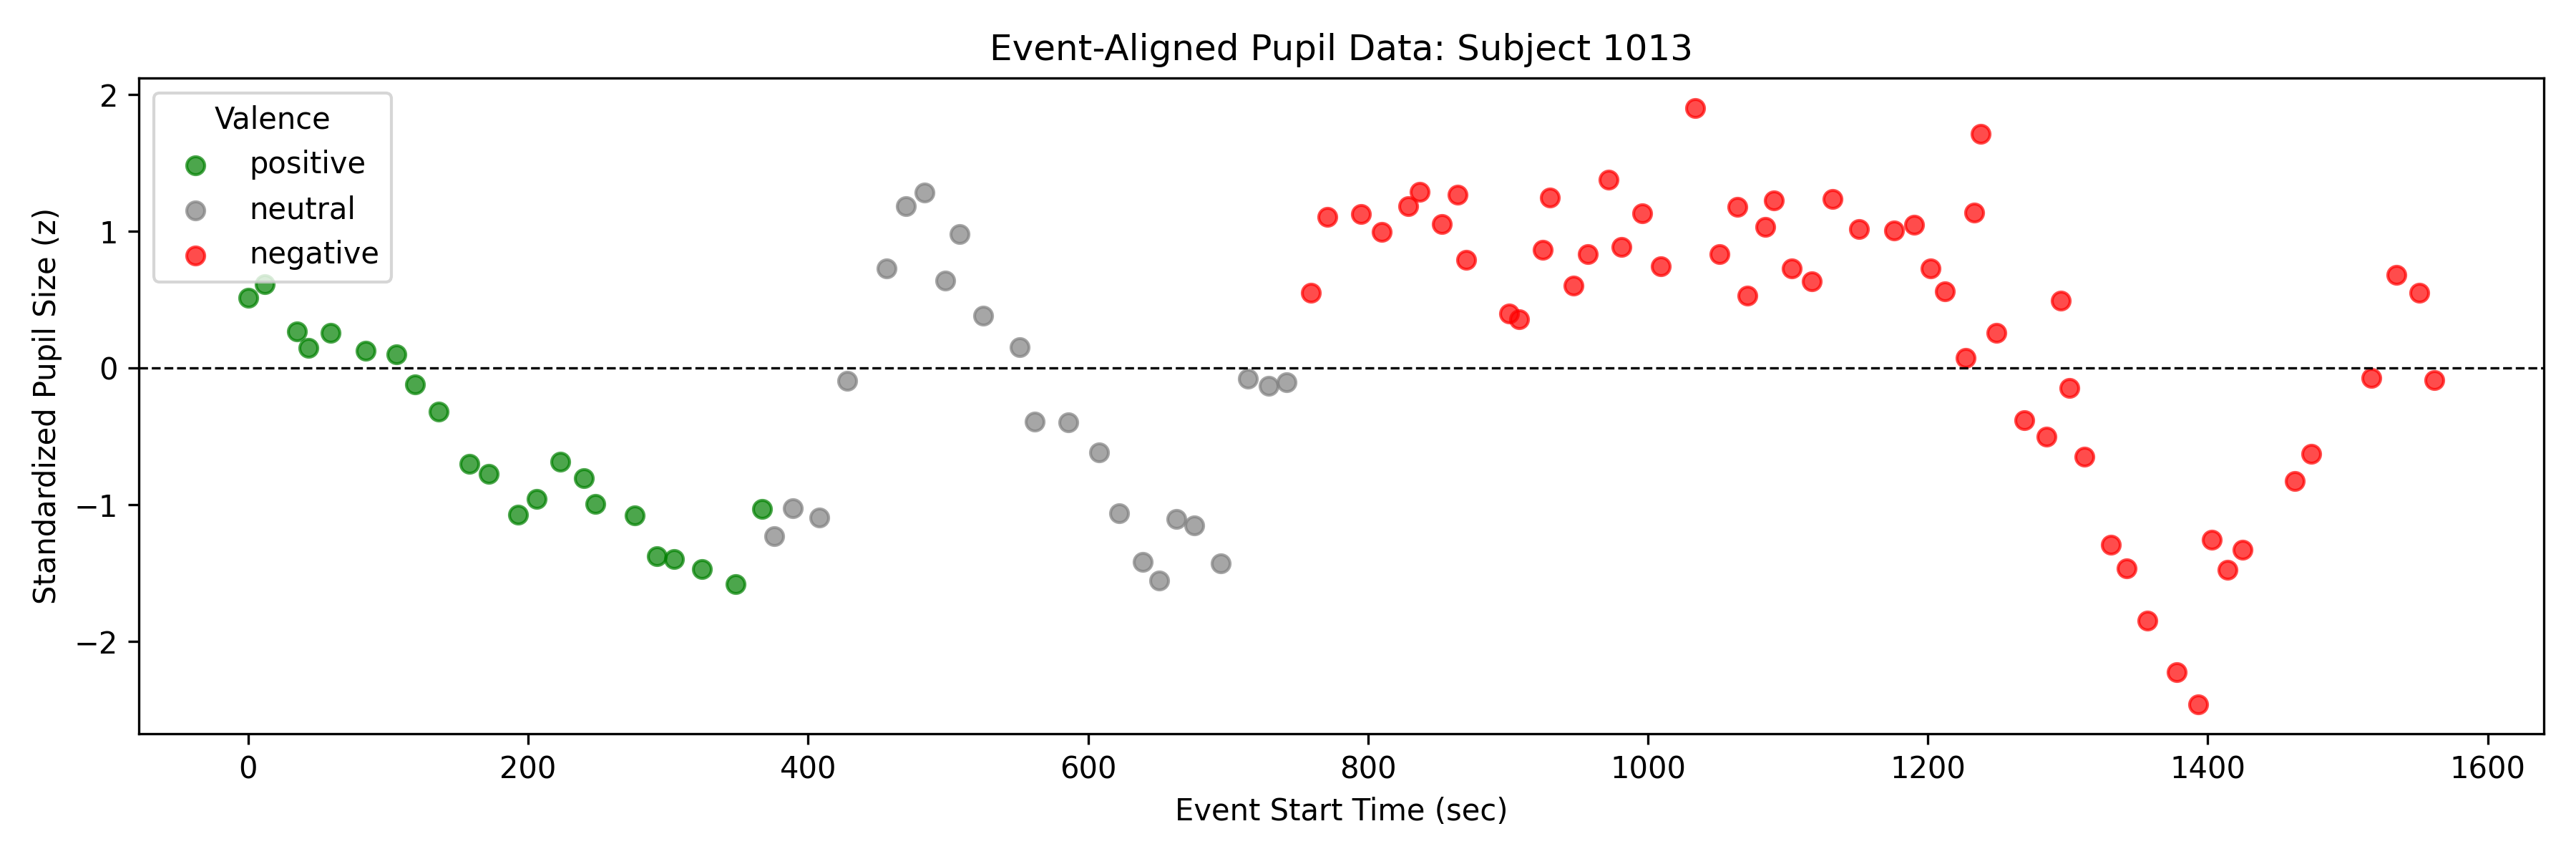 Event-Aligned Pupil Data: Subject 1013
Standardized Pupil Size (z)
2
1
0
−1
−2
Valence
positive
neutral
negative
0 200 400 600 800 1000 1200 1400 1600
Event Start Time (sec)